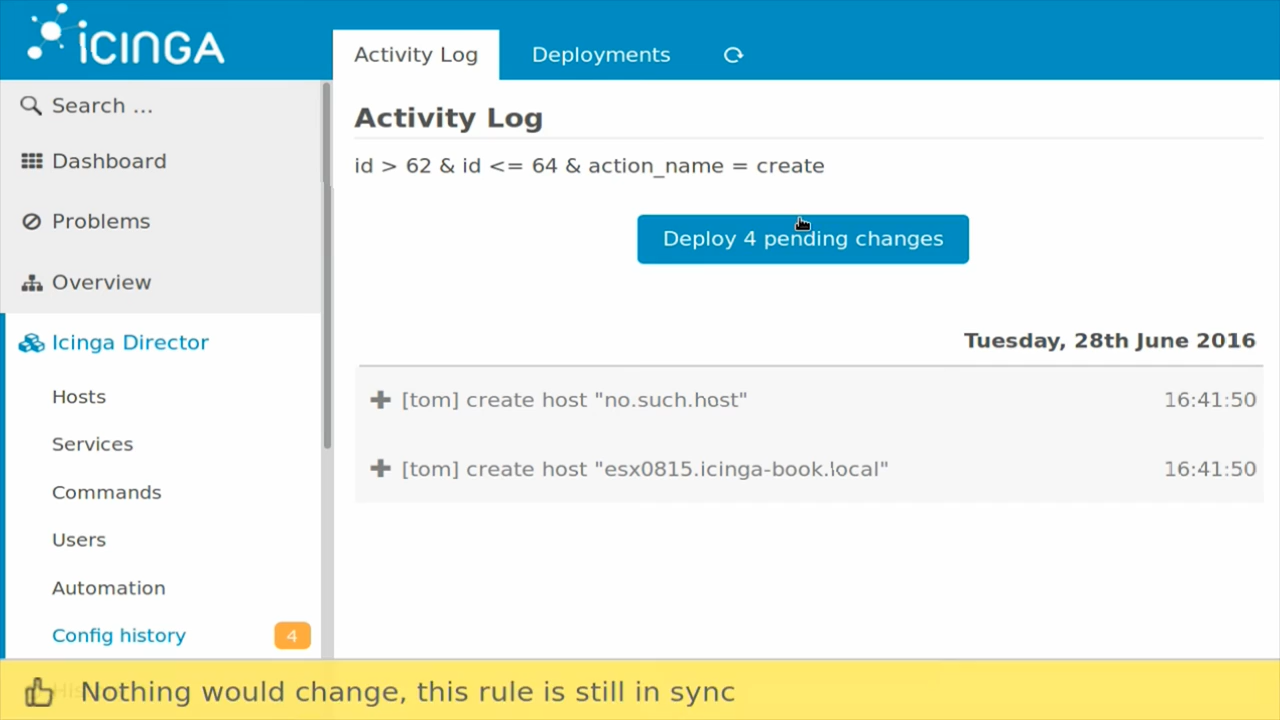 iCINGA
Activity Log
Deployments
Search ...
Dashboard
Problems
Overview
Icinga Director
Hosts
Services
Commands
Users
Automation
Config history
4
Activity Log
id > 62 & id <= 64 & action_name = create
Deploy 4 pending changes
Tuesday, 28th June 2016
[tom] create host "no.such.host"
16:41:50
[tom] create host "esx0815.icinga-book.local"
16:41:50
Nothing would change, this rule is still in sync